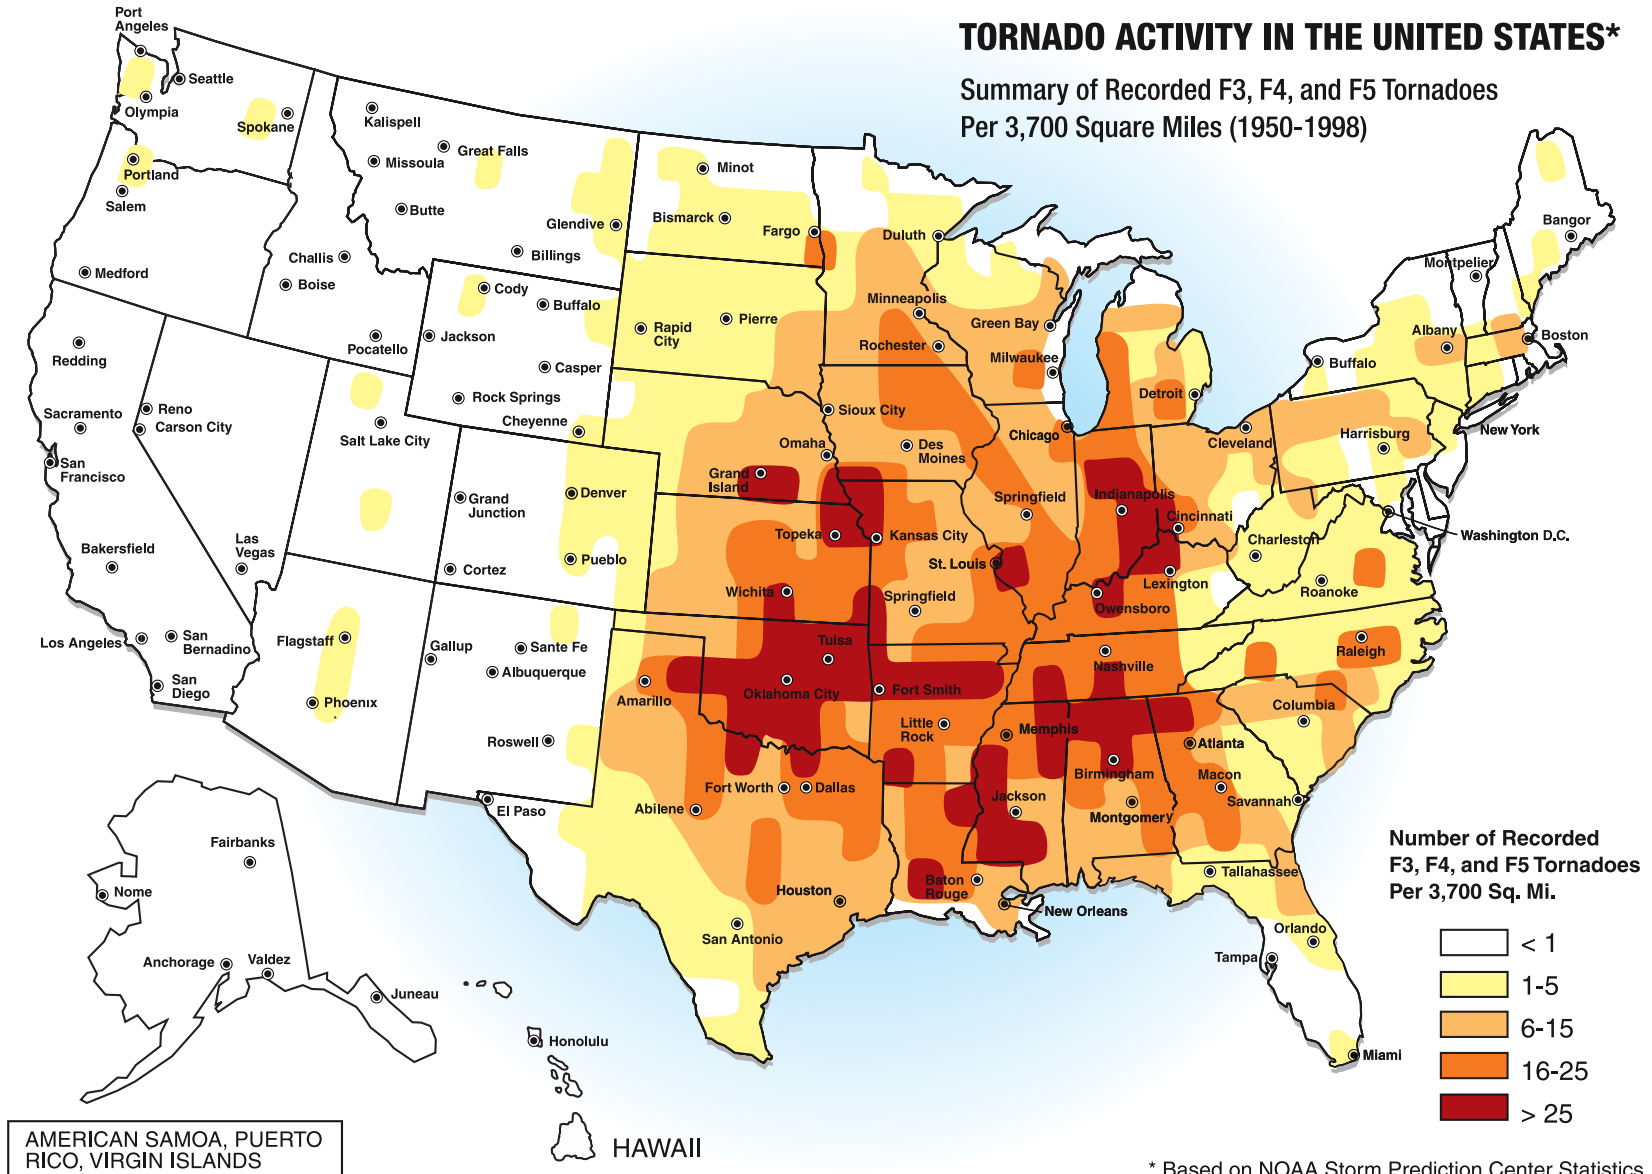 TORNADO ACTIVITY IN THE UNITED STATES*
Summary of Recorded F3, F4, and F5 Tornadoes
Per 3,700 Square Miles (1950-1998)
Port
Angeles
Seattle
Olympia
Spokane
Portland
Salem
Medford
Kalispell
Great Falls
Missoula
Butte
Glendive
Billings
Challis
Boise
Pocatello
Cody
Buffalo
Jackson
Casper
Rock Springs
Cheyenne
Minot
Bismarck
Fargo
Rapid
City
Pierre
Duluth
Minneapolis
Rochester
Green Bay
Milwaukee
Detroit
Bangor
Montpelier
Albany
Boston
Buffalo
New York
Harrisburg
Cleveland
Chicago
Redding
Sacramento
Reno
Carson City
San
Francisco
Bakersfield
Las
Vegas
Los Angeles
San
Bernadino
San
Diego
Salt Lake City
Grand
Junction
Denver
Pueblo
Cortez
Flagstaff
Phoenix
Gallup
Sante Fe
Albuquerque
Roswell
El Paso
Sioux City
Omaha
Des
Moines
Grand
Island
Topeka
Kansas City
Wichita
Springfield
St. Louis
Springfield
Indianapolis
Cincinnati
Charleston
Washington D.C.
Lexington
Owensboro
Roanoke
Raleigh
Nashville
Tulsa
Oklahoma City
Fort Smith
Amarillo
Little
Rock
Memphis
Columbia
Atlanta
Birmingham
Macon
Savannah
Montgomery
Jackson
Fort Worth
Dallas
Abilene
Houston
San Antonio
Baton
Rouge
New Orleans
Tallahassee
Orlando
Tampa
Miami
Fairbanks
Nome
Anchorage
Valdez
Juneau
Honolulu
HAWAII
AMERICAN SAMOA, PUERTO
RICO, VIRGIN ISLANDS
Number of Recorded
F3, F4, and F5 Tornadoes
Per 3,700 Sq. Mi.
< 1
1-5
6-15
16-25
> 25
* Based on NOAA Storm Prediction Center Statistics